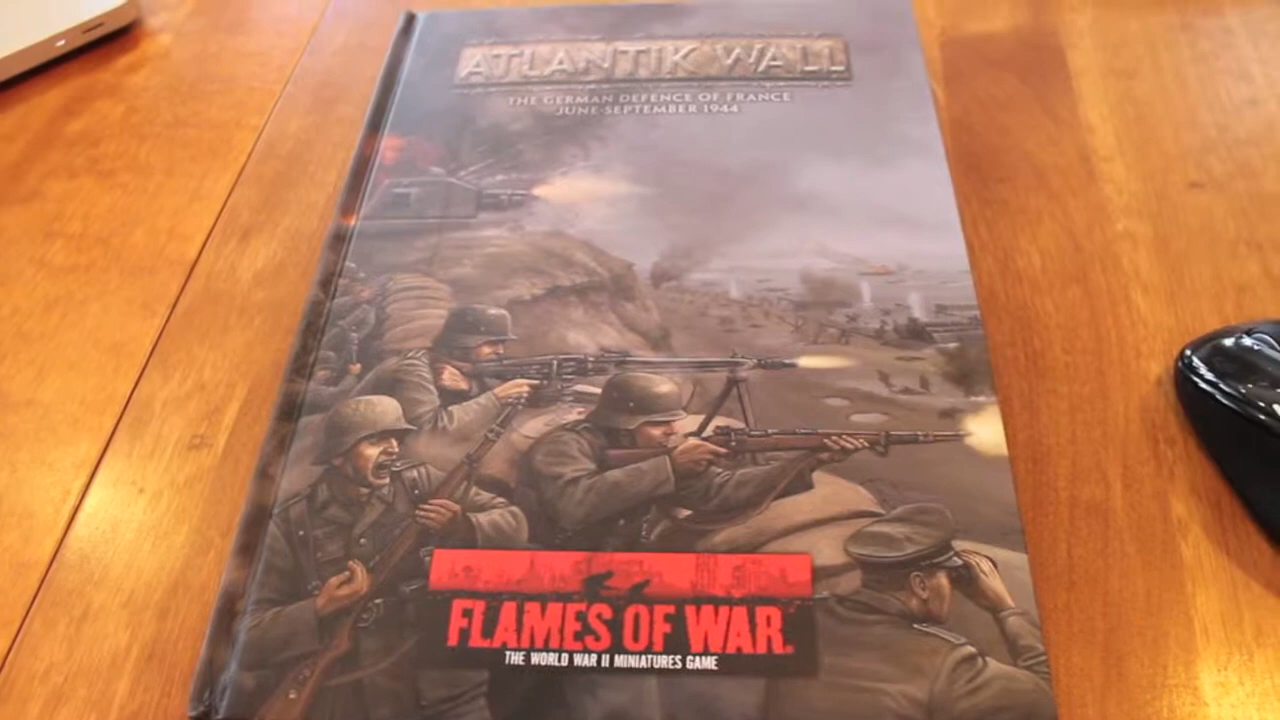 ATLANTIK WALL
THE GERMAN DEFENCE OF FRANCE
JUNE-SEPTEMBER 1944
FLAMES OF WAR.
THE WORLD WAR II MINIATURES GAME